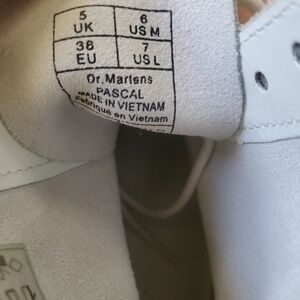 5 UK 6 US M
38 EU 7 US L
Dr. Martens
PASCAL
MADE IN VIETNAM
Fabriqué en Vietnam